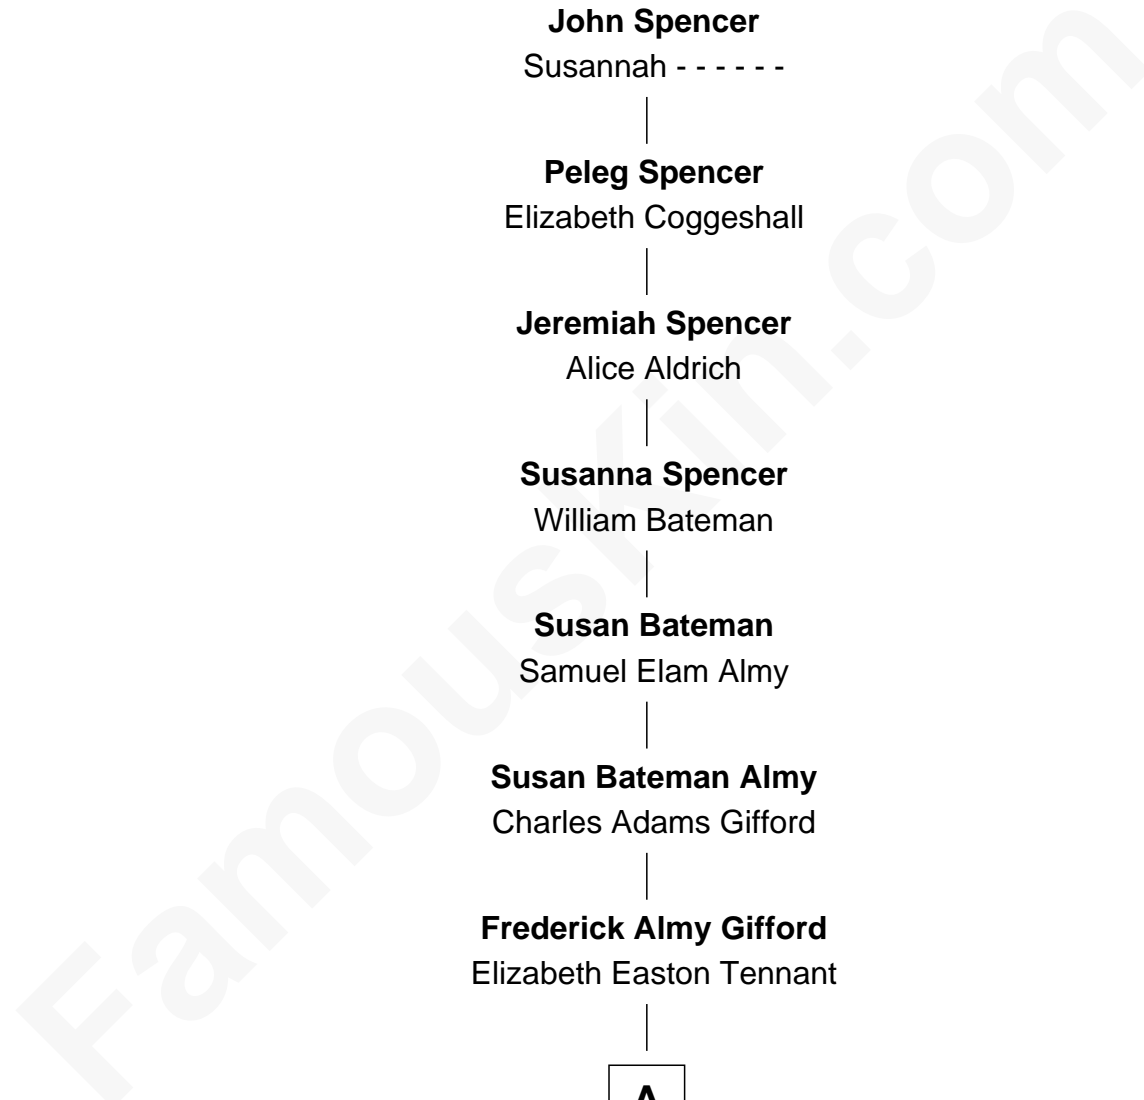 John Spencer
Susannah - - - - - -
Peleg Spencer
Elizabeth Coggeshall
Jeremiah Spencer
Alice Aldrich
Susanna Spencer
William Bateman
Susan Bateman
Samuel Elam Almy
Susan Bateman Almy
Charles Adams Gifford
Frederick Almy Gifford
Elizabeth Easton Tennant
A
FamousKin.com